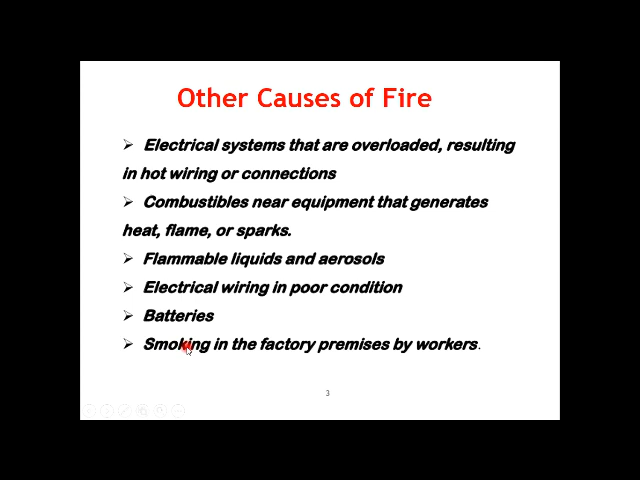 Other Causes of Fire
➢ Electrical systems that are overloaded, resulting
in hot wiring or connections
➢ Combustibles near equipment that generates
heat, flame, or sparks.
➢ Flammable liquids and aerosols
➢ Electrical wiring in poor condition
➢ Batteries
➢ Smoking in the factory premises by workers.
3